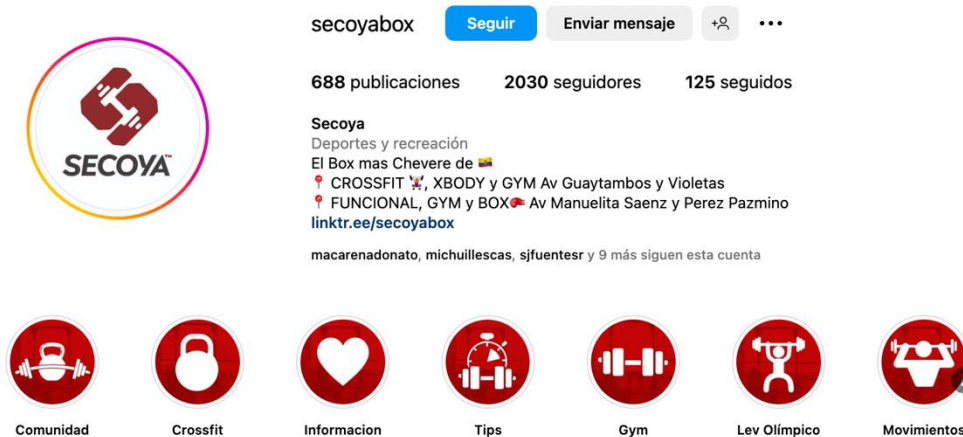 secoyabox Seguir Enviar mensaje
688 publicaciones 2030 seguidores 125 seguidos
SECOYA™
Secoya
Deportes y recreación
El Box mas Chevere de 🇪🇨
📍 CROSSFIT 🏋️, XBODY y GYM Av Guaytambos y Violetas
📍 FUNCIONAL, GYM y BOX🥊 Av Manuelita Saenz y Perez Pazmino
linktr.ee/secoyabox
macarenadonato, michuillescas, sjfuentesr y 9 más siguen esta cuenta
Comunidad Crossfit Informacion Tips Gym Lev Olímpico Movimientos